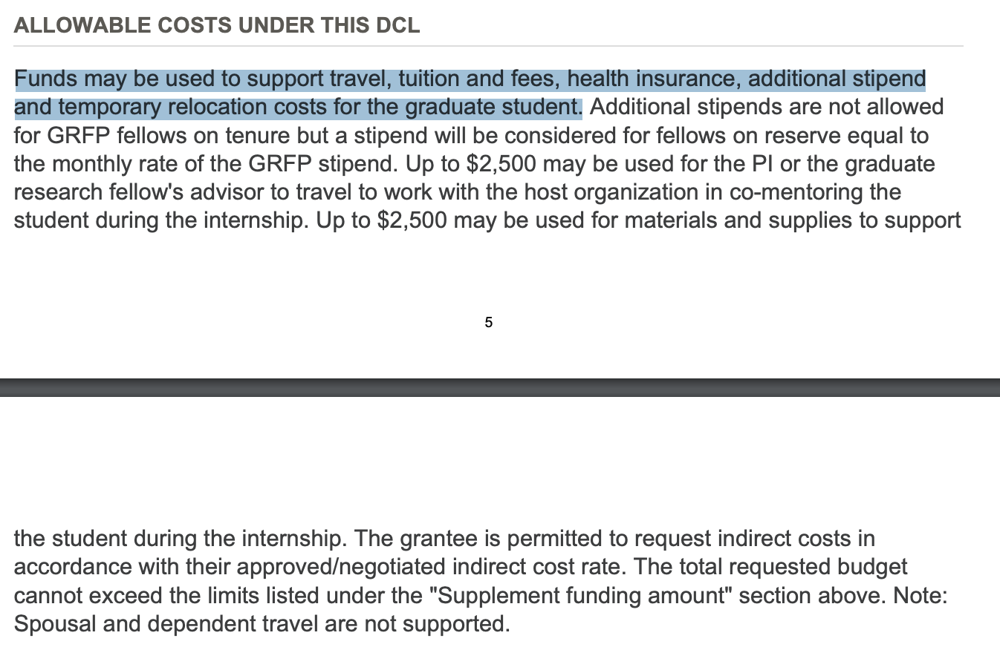 ALLOWABLE COSTS UNDER THIS DCL
Funds may be used to support travel, tuition and fees, health insurance, additional stipend
and temporary relocation costs for the graduate student. Additional stipends are not allowed
for GRFP fellows on tenure but a stipend will be considered for fellows on reserve equal to
the monthly rate of the GRFP stipend. Up to $2,500 may be used for the PI or the graduate
research fellow's advisor to travel to work with the host organization in co-mentoring the
student during the internship. Up to $2,500 may be used for materials and supplies to support
5
the student during the internship. The grantee is permitted to request indirect costs in
accordance with their approved/negotiated indirect cost rate. The total requested budget
cannot exceed the limits listed under the "Supplement funding amount" section above. Note:
Spousal and dependent travel are not supported.